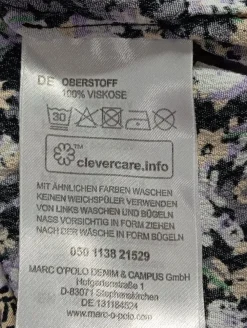 DE OBERSTOFF
100% VISKOSE
30
clevercare.info
MIT ÄHNLICHEN FARBEN WASCHEN
KEINEN WEICHSPÜLER VERWENDEN
VON LINKS WASCHEN UND BÜGELN
NASS VORSICHTIG IN FORM ZIEHEN
NACH DER WÄSCHE IN FORM BÜGELN
050 1138 21529
MARC O'POLO DENIM & CAMPUS GmbH
Hofgartenstraße 1
D-83071 Stephanskirchen
DE 131184524
www.marc-o-polo.com